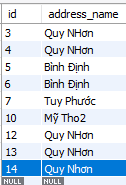 id address_name
3 Quy NHơn
4 Quy NHơn
5 Bình Định
6 Bình Định
7 Tuy Phước
10 Mỹ Tho2
12 Quy NHơn
13 Quy NHơn
14 Quy Nhơn
NULL NULL